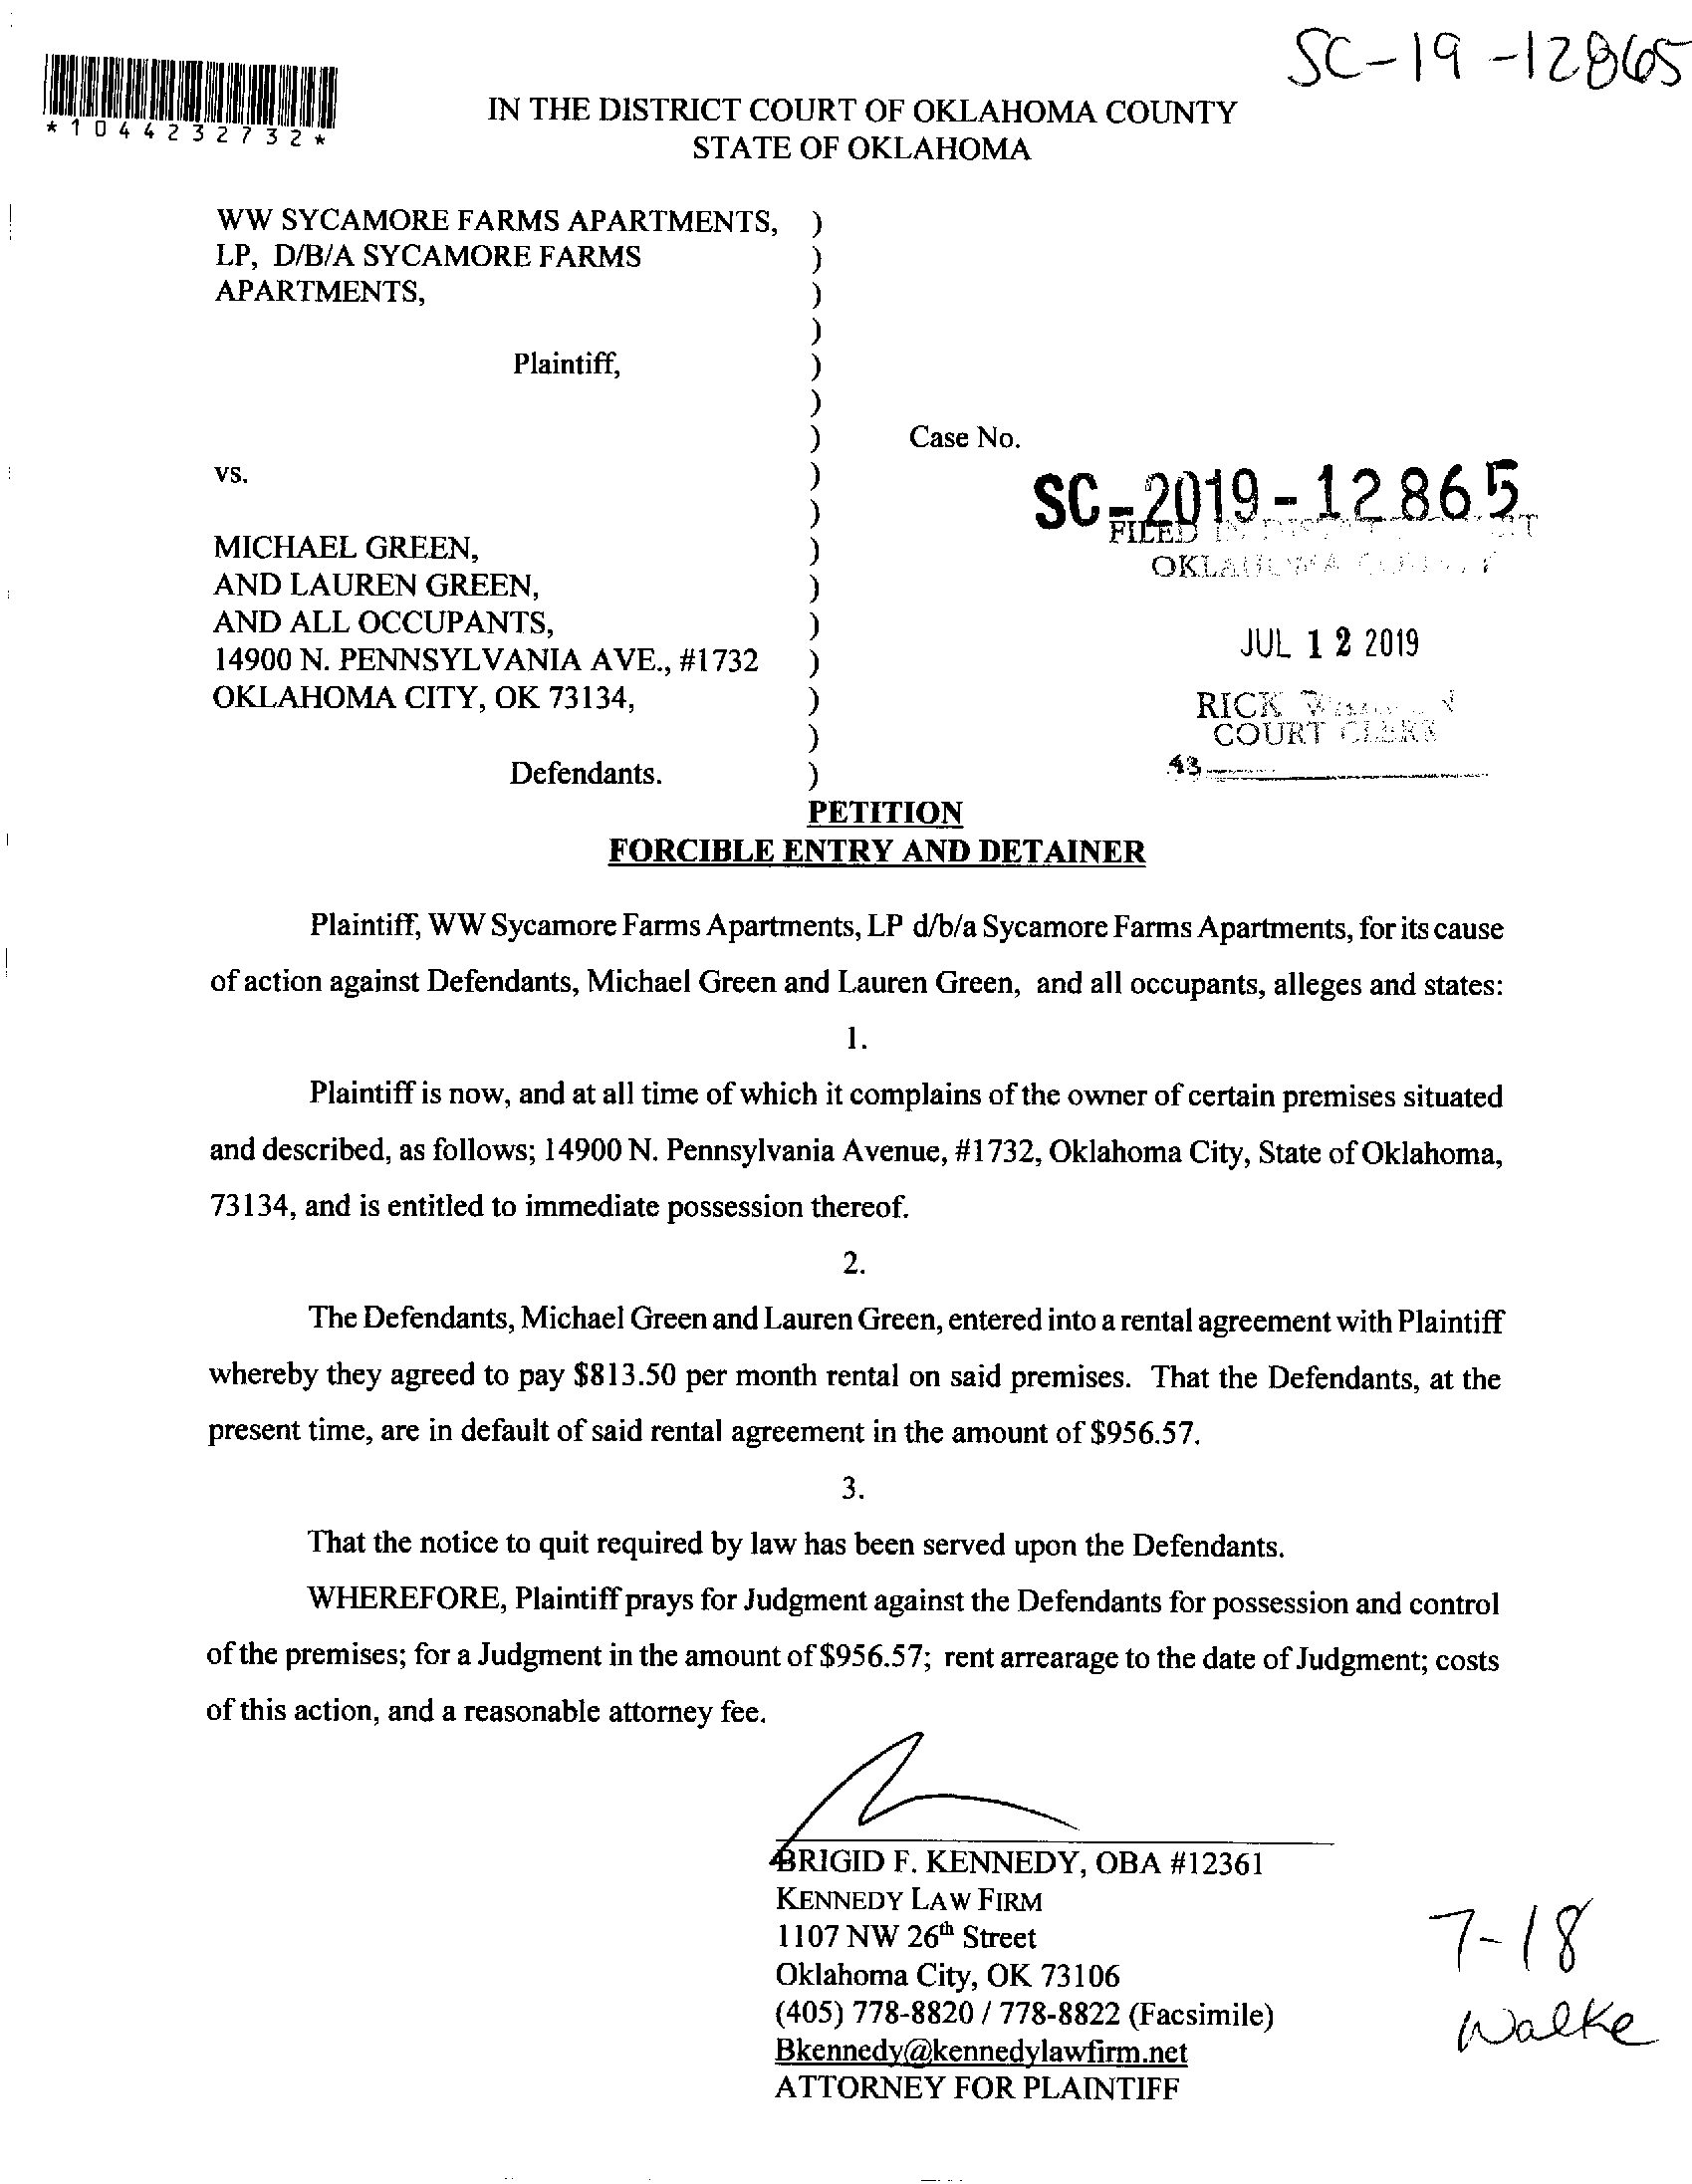 SC-19-12865
*1044232732*
IN THE DISTRICT COURT OF OKLAHOMA COUNTY
STATE OF OKLAHOMA
WW SYCAMORE FARMS APARTMENTS, )
LP, D/B/A SYCAMORE FARMS )
APARTMENTS, )
)
Plaintiff, )
)
) Case No.
vs. )
SC-2019-12865
) FILED IN DISTRICT COURT
MICHAEL GREEN, )
OKLAHOMA COUNTY
AND LAUREN GREEN, )
AND ALL OCCUPANTS, )
JUL 12 2019
14900 N. PENNSYLVANIA AVE., #1732 )
OKLAHOMA CITY, OK 73134, )
RICK
) COURT CLERK
Defendants. )
43
PETITION
FORCIBLE ENTRY AND DETAINER
Plaintiff, WW Sycamore Farms Apartments, LP d/b/a Sycamore Farms Apartments, for its cause
of action against Defendants, Michael Green and Lauren Green, and all occupants, alleges and states:
1.
Plaintiff is now, and at all time of which it complains of the owner of certain premises situated
and described, as follows; 14900 N. Pennsylvania Avenue, #1732, Oklahoma City, State of Oklahoma,
73134, and is entitled to immediate possession thereof.
2.
The Defendants, Michael Green and Lauren Green, entered into a rental agreement with Plaintiff
whereby they agreed to pay $813.50 per month rental on said premises. That the Defendants, at the
present time, are in default of said rental agreement in the amount of $956.57.
3.
That the notice to quit required by law has been served upon the Defendants.
WHEREFORE, Plaintiff prays for Judgment against the Defendants for possession and control
of the premises; for a Judgment in the amount of $956.57; rent arrearage to the date of Judgment; costs
of this action, and a reasonable attorney fee.
BRIGID F. KENNEDY, OBA #12361
KENNEDY LAW FIRM
1107 NW 26th Street
Oklahoma City, OK 73106
(405) 778-8820 / 778-8822 (Facsimile)
Bkennedy@kennedylawfirm.net
ATTORNEY FOR PLAINTIFF
7-18
Walke